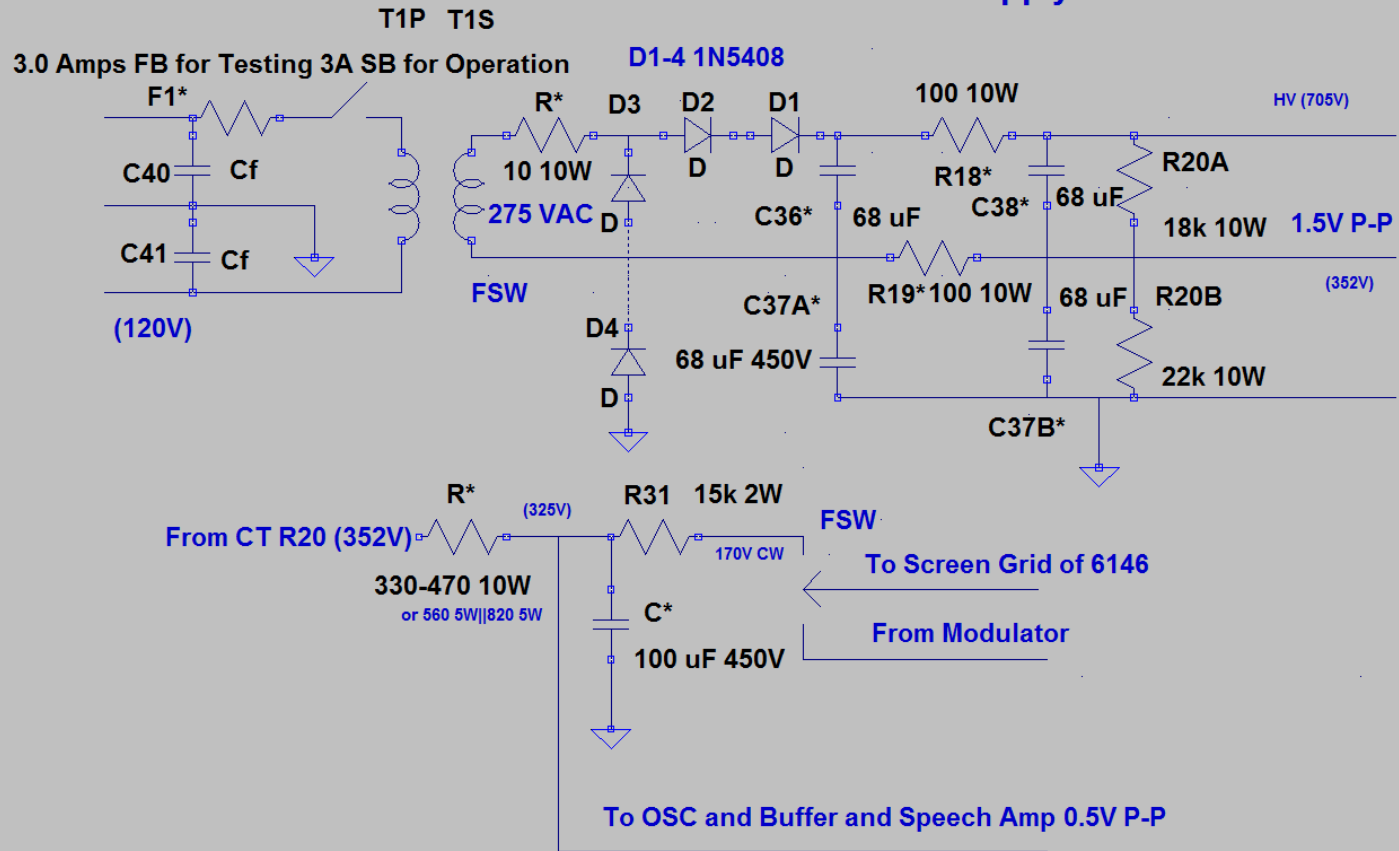 T1P T1S
3.0 Amps FB for Testing 3A SB for Operation
D1-4 1N5408
F1*
R*
D3
D2
D1
100 10W
HV (705V)
C40
Cf
10 10W
D
D
R18*
R20A
275 VAC
D
C36*
68 uF
C38*
68 uF
18k 10W
1.5V P-P
C41
Cf
FSW
C37A*
R19*
100 10W
68 uF
R20B
(352V)
(120V)
D4
68 uF 450V
22k 10W
D
C37B*
R*
(325V)
R31
15k 2W
FSW
From CT R20 (352V)
170V CW
To Screen Grid of 6146
330-470 10W
or 560 5W||820 5W
C*
From Modulator
100 uF 450V
To OSC and Buffer and Speech Amp 0.5V P-P